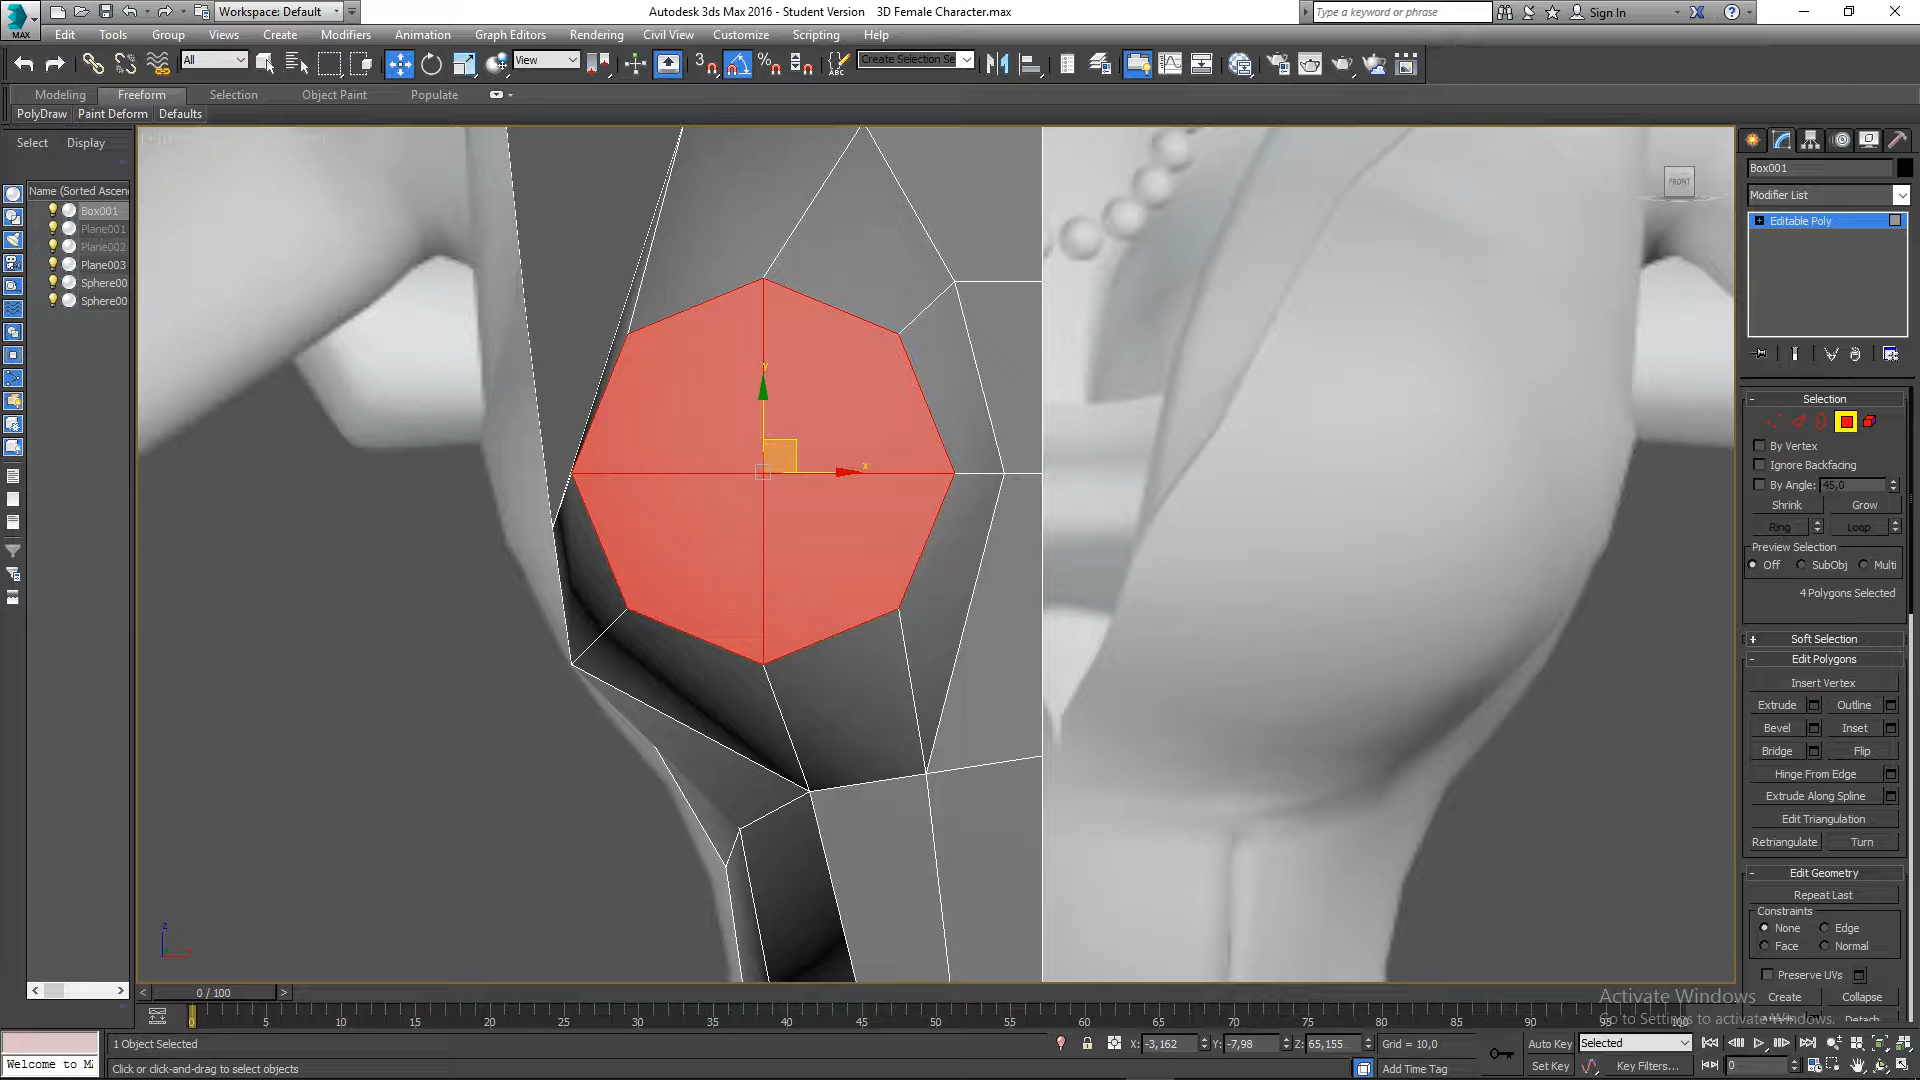 Autodesk 3ds Max 2016 - Student Version    3D Female Character.max
Workspace: Default
Type a keyword or phrase
Sign In
MAX
Edit Tools Group Views Create Modifiers Animation Graph Editors Rendering Civil View Customize Scripting Help
All
View
3
%
ABC
Create Selection Se
Modeling Freeform Selection Object Paint Populate
PolyDraw Paint Deform Defaults
Select Display
Name (Sorted Ascen
Box001
Plane001
Plane002
Plane003
Sphere00
Sphere00
y
x
z
FRONT
Box001
Modifier List
Editable Poly
Selection
By Vertex
Ignore Backfacing
By Angle: 45,0
Shrink Grow
Ring Loop
Preview Selection
Off SubObj Multi
4 Polygons Selected
Soft Selection
Edit Polygons
Insert Vertex
Extrude Outline
Bevel Inset
Bridge Flip
Hinge From Edge
Extrude Along Spline
Edit Triangulation
Retriangulate Turn
Edit Geometry
Repeat Last
Constraints
None Edge
Face Normal
Preserve UVs
Create Collapse
Detach
Activate Windows
Go to Settings to activate Windows.
0 / 100
0 5 10 15 20 25 30 35 40 45 50 55 60 65 70 75 80 85 90 95 100
1 Object Selected
X: -3,162 Y: -7,98 Z: 65,155 Grid = 10,0
Auto Key Selected
Welcome to M
Click or click-and-drag to select objects
Add Time Tag
Set Key Key Filters... 0